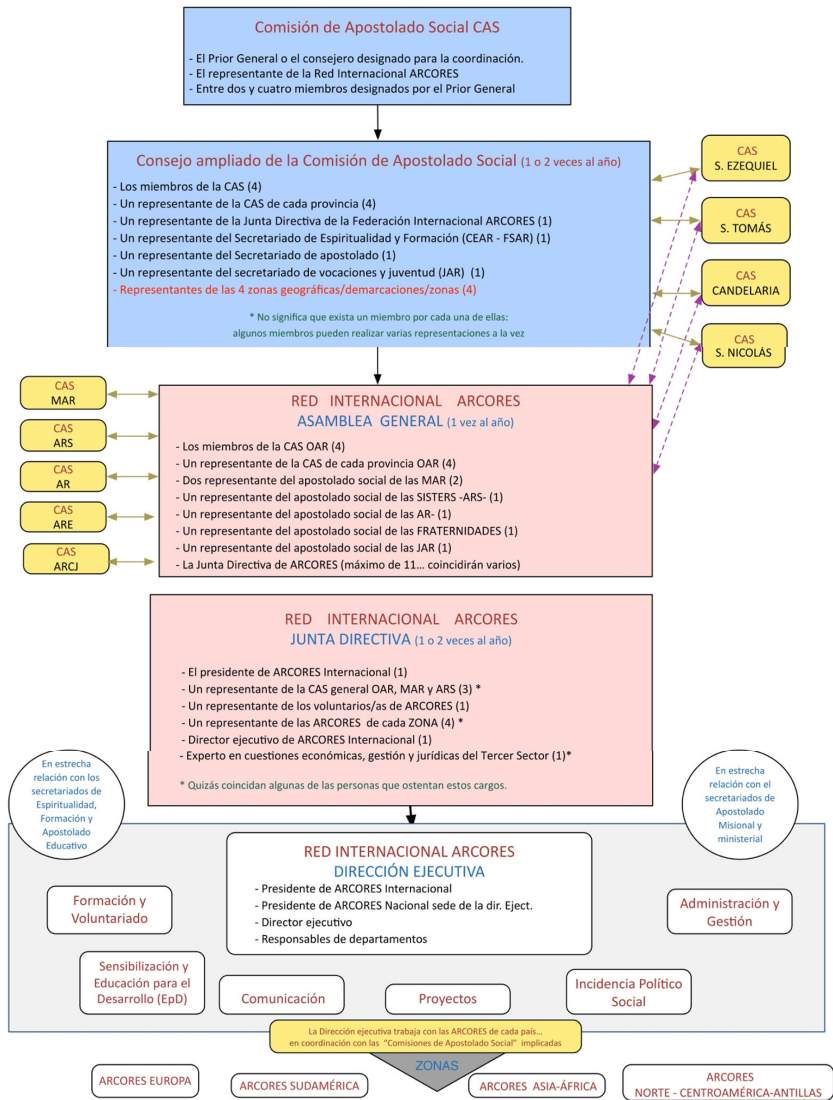 Comisión de Apostolado Social CAS
- El Prior General o el consejero designado para la coordinación.
- El representante de la Red Internacional ARCORES
- Entre dos y cuatro miembros designados por el Prior General
Consejo ampliado de la Comisión de Apostolado Social (1 o 2 veces al año)
- Los miembros de la CAS (4)
- Un representante de la CAS de cada provincia (4)
- Un representante de la Junta Directiva de la Federación Internacional ARCORES (1)
- Un representante del Secretariado de Espiritualidad y Formación (CEAR - FSAR) (1)
- Un representante del Secretariado de apostolado (1)
- Un representante del secretariado de vocaciones y juventud (JAR) (1)
- Representantes de las 4 zonas geográficas/demarcaciones/zonas (4)
* No significa que exista un miembro por cada una de ellas:
algunos miembros pueden realizar varias representaciones a la vez
CAS
S. EZEQUIEL
CAS
S. TOMÁS
CAS
CANDELARIA
CAS
S. NICOLÁS
CAS
MAR
CAS
ARS
CAS
AR
CAS
ARE
CAS
ARCJ
RED INTERNACIONAL ARCORES
ASAMBLEA GENERAL (1 vez al año)
- Los miembros de la CAS OAR (4)
- Un representante de la CAS de cada provincia OAR (4)
- Dos representante del apostolado social de las MAR (2)
- Un representante del apostolado social de las SISTERS -ARS- (1)
- Un representante del apostolado social de las AR- (1)
- Un representante del apostolado social de las FRATERNIDADES (1)
- Un representante del apostolado social de las JAR (1)
- La Junta Directiva de ARCORES (máximo de 11... coincidirán varios)
RED INTERNACIONAL ARCORES
JUNTA DIRECTIVA (1 o 2 veces al año)
- El presidente de ARCORES Internacional (1)
- Un representante de la CAS general OAR, MAR y ARS (3) *
- Un representante de los voluntarios/as de ARCORES (1)
- Un representante de las ARCORES de cada ZONA (4) *
- Director ejecutivo de ARCORES Internacional (1)
- Experto en cuestiones económicas, gestión y jurídicas del Tercer Sector (1)*
* Quizás coincidan algunas de las personas que ostentan estos cargos.
En estrecha
relación con los
secretariados de
Espiritualidad,
Formación y
Apostolado
Educativo
En estrecha
relación con el
secretariados de
Apostolado
Misional y
ministerial
RED INTERNACIONAL ARCORES
DIRECCIÓN EJECUTIVA
- Presidente de ARCORES Internacional
- Presidente de ARCORES Nacional sede de la dir. Eject.
- Director ejecutivo
- Responsables de departamentos
Formación y
Voluntariado
Administración y
Gestión
Sensibilización y
Educación para el
Desarrollo (EpD)
Comunicación
Proyectos
Incidencia Político
Social
La Dirección ejecutiva trabaja con las ARCORES de cada país...
en coordinación con las "Comisiones de Apostolado Social" implicadas
ZONAS
ARCORES EUROPA
ARCORES SUDAMÉRICA
ARCORES ASIA-ÁFRICA
ARCORES
NORTE - CENTROAMÉRICA-ANTILLAS